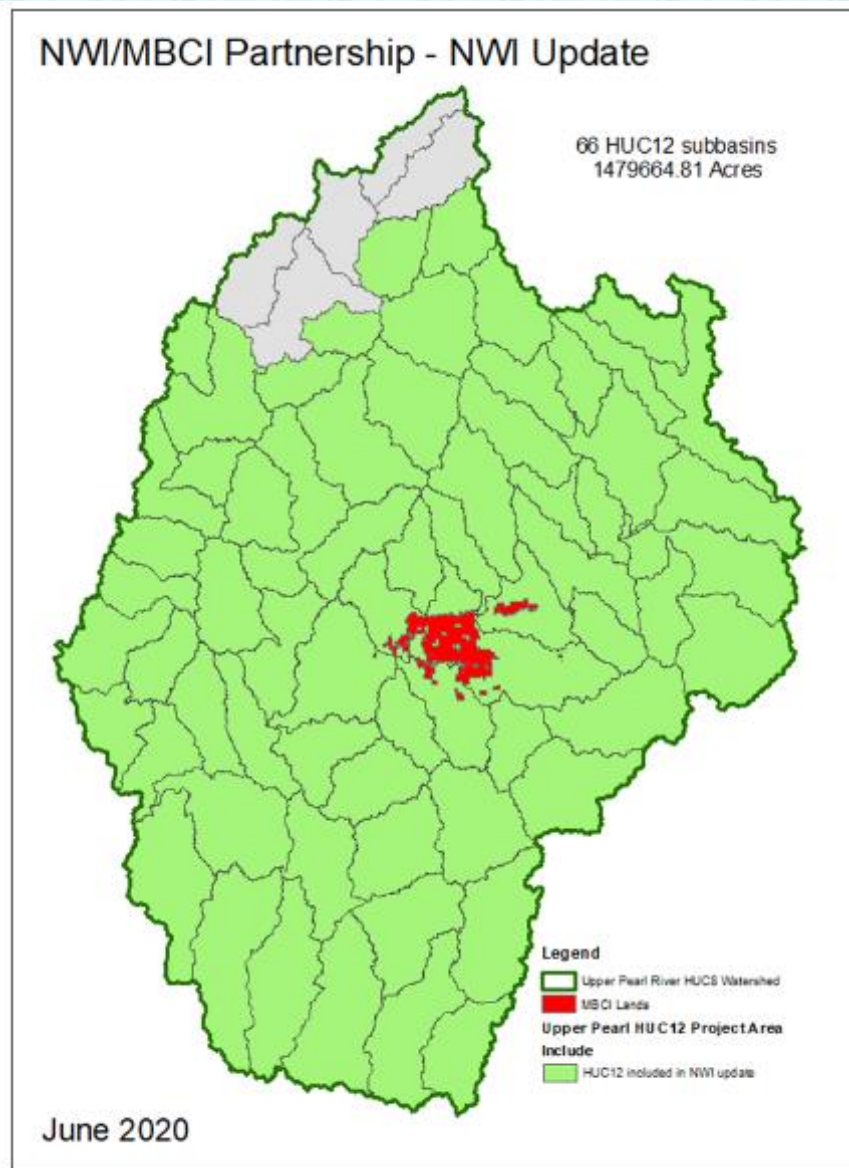 NWI/MBCI Partnership - NWI Update
66 HUC12 subbasins
1479664.81 Acres
Legend
Upper Pearl River HUC8 Watershed
MBCI Lands
Upper Pearl HUC12 Project Area
Include
HUC12 included in NWI update
June 2020